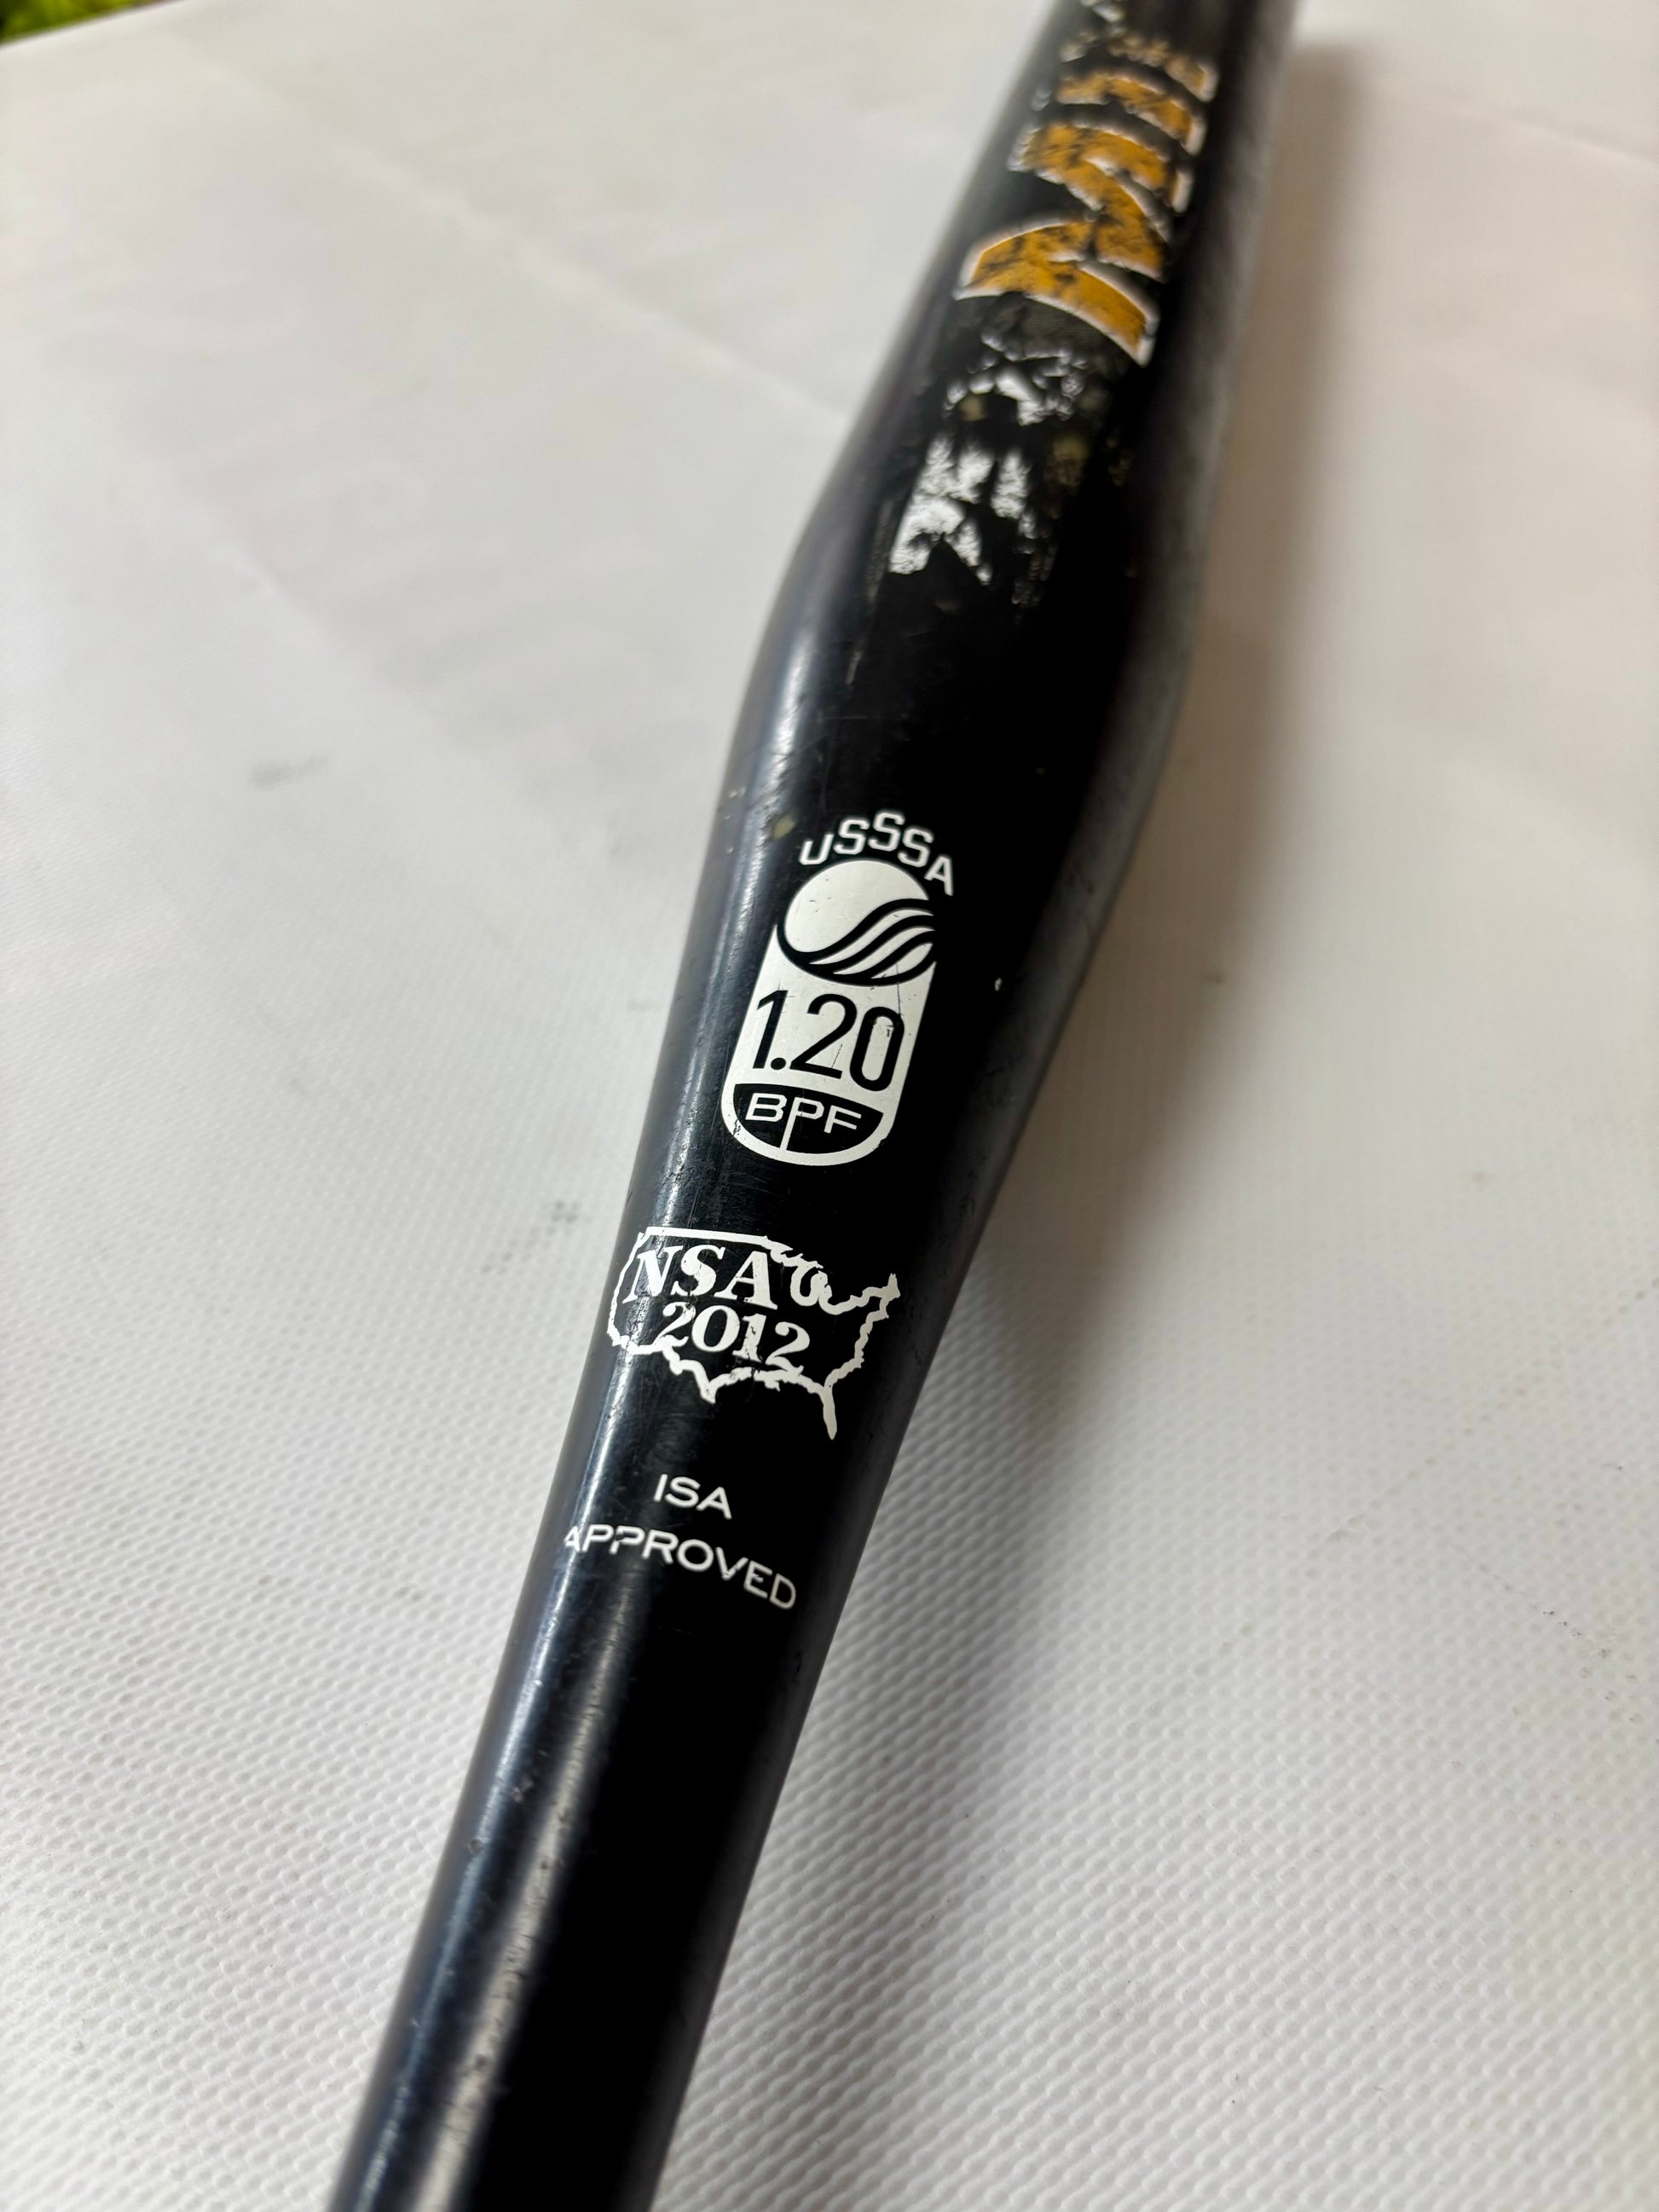 USSSA
1.20
BPF
NSA
2012
ISA
APPROVED